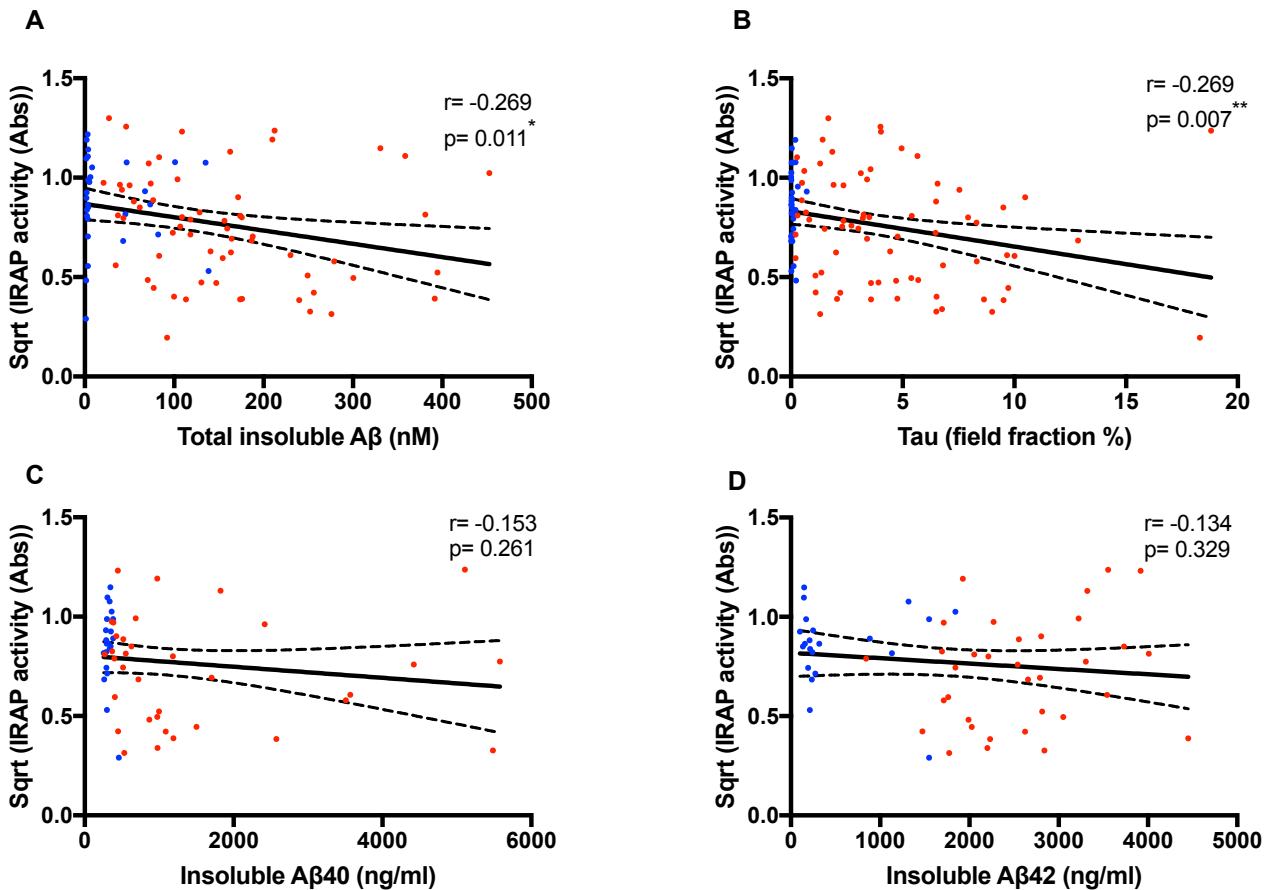 A
Sqrt (IRAP activity (Abs))
1.5
1.0
0.5
0.0
0 100 200 300 400 500
Total insoluble Aβ (nM)
r= -0.269
p= 0.011*
B
Sqrt (IRAP activity (Abs))
1.5
1.0
0.5
0.0
0 5 10 15 20
Tau (field fraction %)
r= -0.269
p= 0.007**
C
Sqrt (IRAP activity (Abs))
1.5
1.0
0.5
0.0
0 2000 4000 6000
Insoluble Aβ40 (ng/ml)
r= -0.153
p= 0.261
D
Sqrt (IRAP activity (Abs))
1.5
1.0
0.5
0.0
0 1000 2000 3000 4000 5000
Insoluble Aβ42 (ng/ml)
r= -0.134
p= 0.329